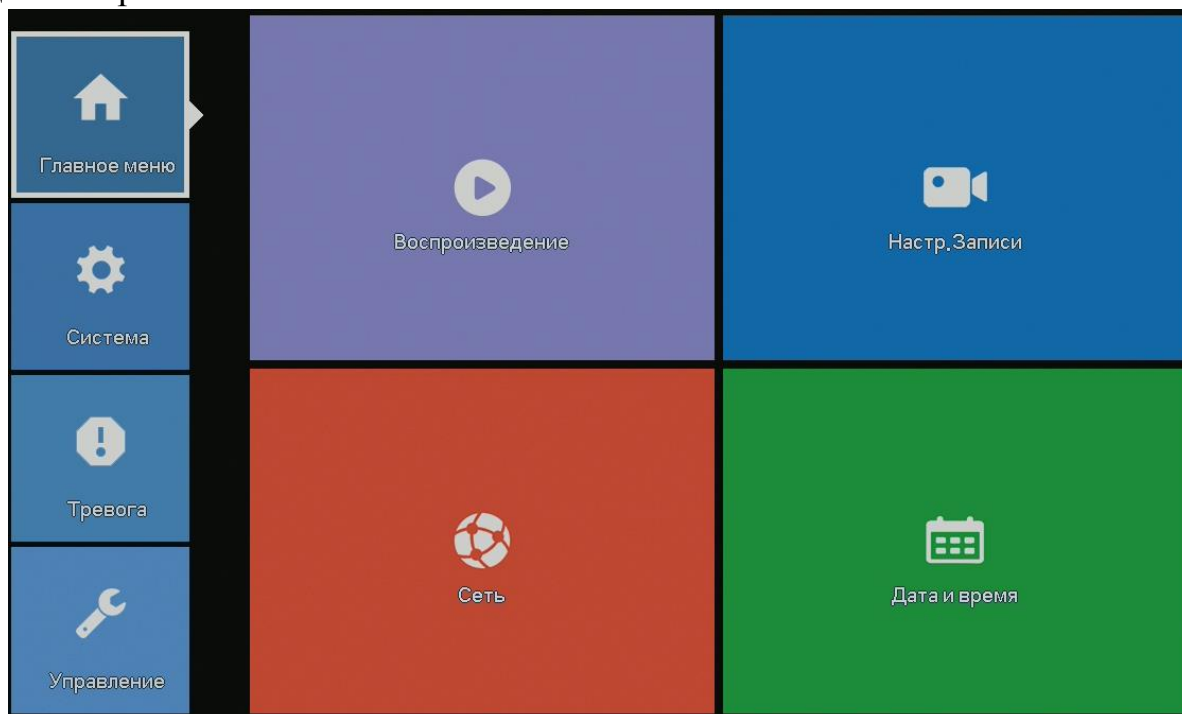 Главное меню
Система
Тревога
Управление
Воспроизведение
Настр.Записи
Сеть
Дата и время